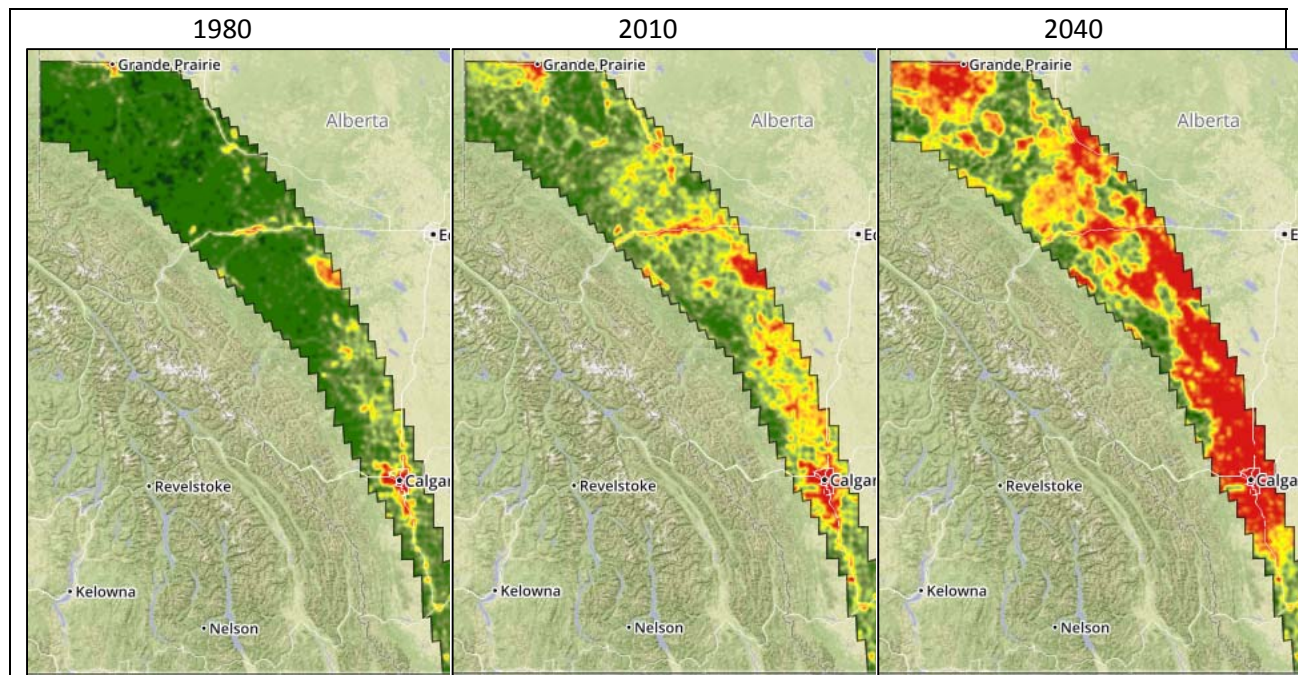 1980
2010
2040
Grande Prairie
Grande Prairie
Grande Prairie
Alberta
Alberta
Alberta
Ec
E
Revelstoke
Revelstoke
Revelstoke
Calgar
Calgar
Calga
Kelowna
Kelowna
Kelowna
Nelson
Nelson
Nelson